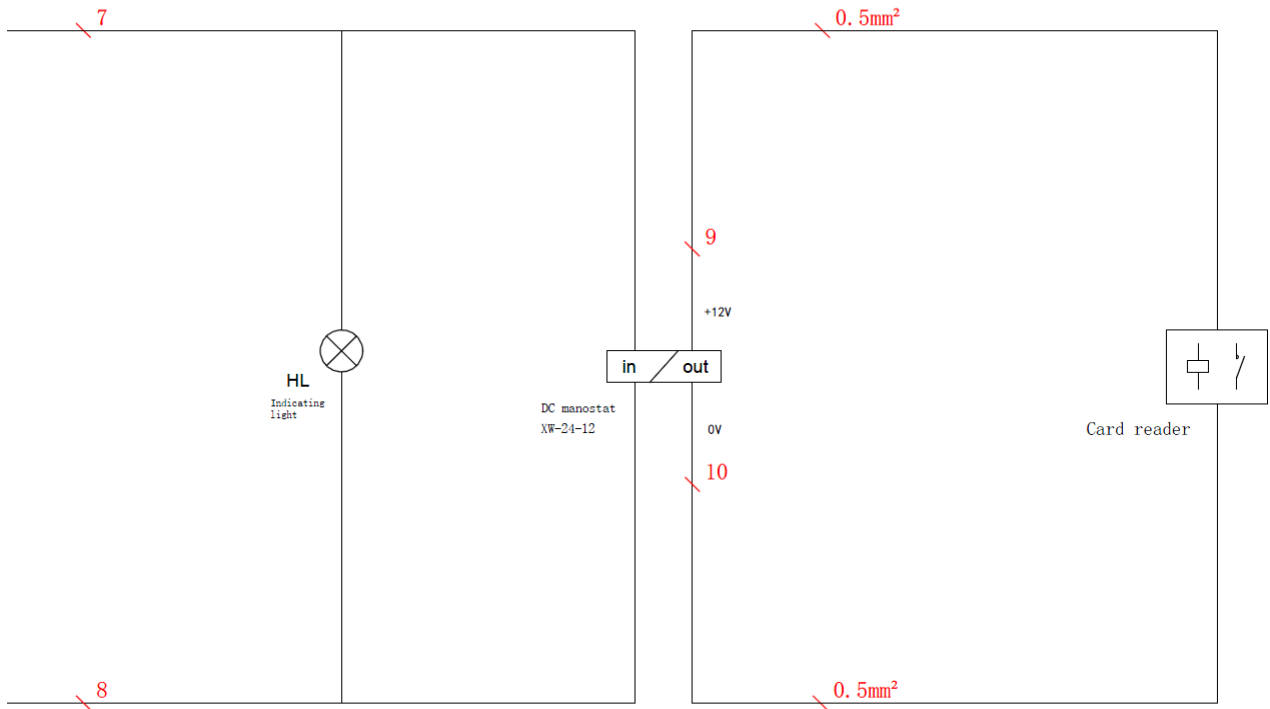 7
0.5mm²
9
+12V
in
out
HL
Indicating
light
DC manostat
XW-24-12
0V
Card reader
10
8
0.5mm²